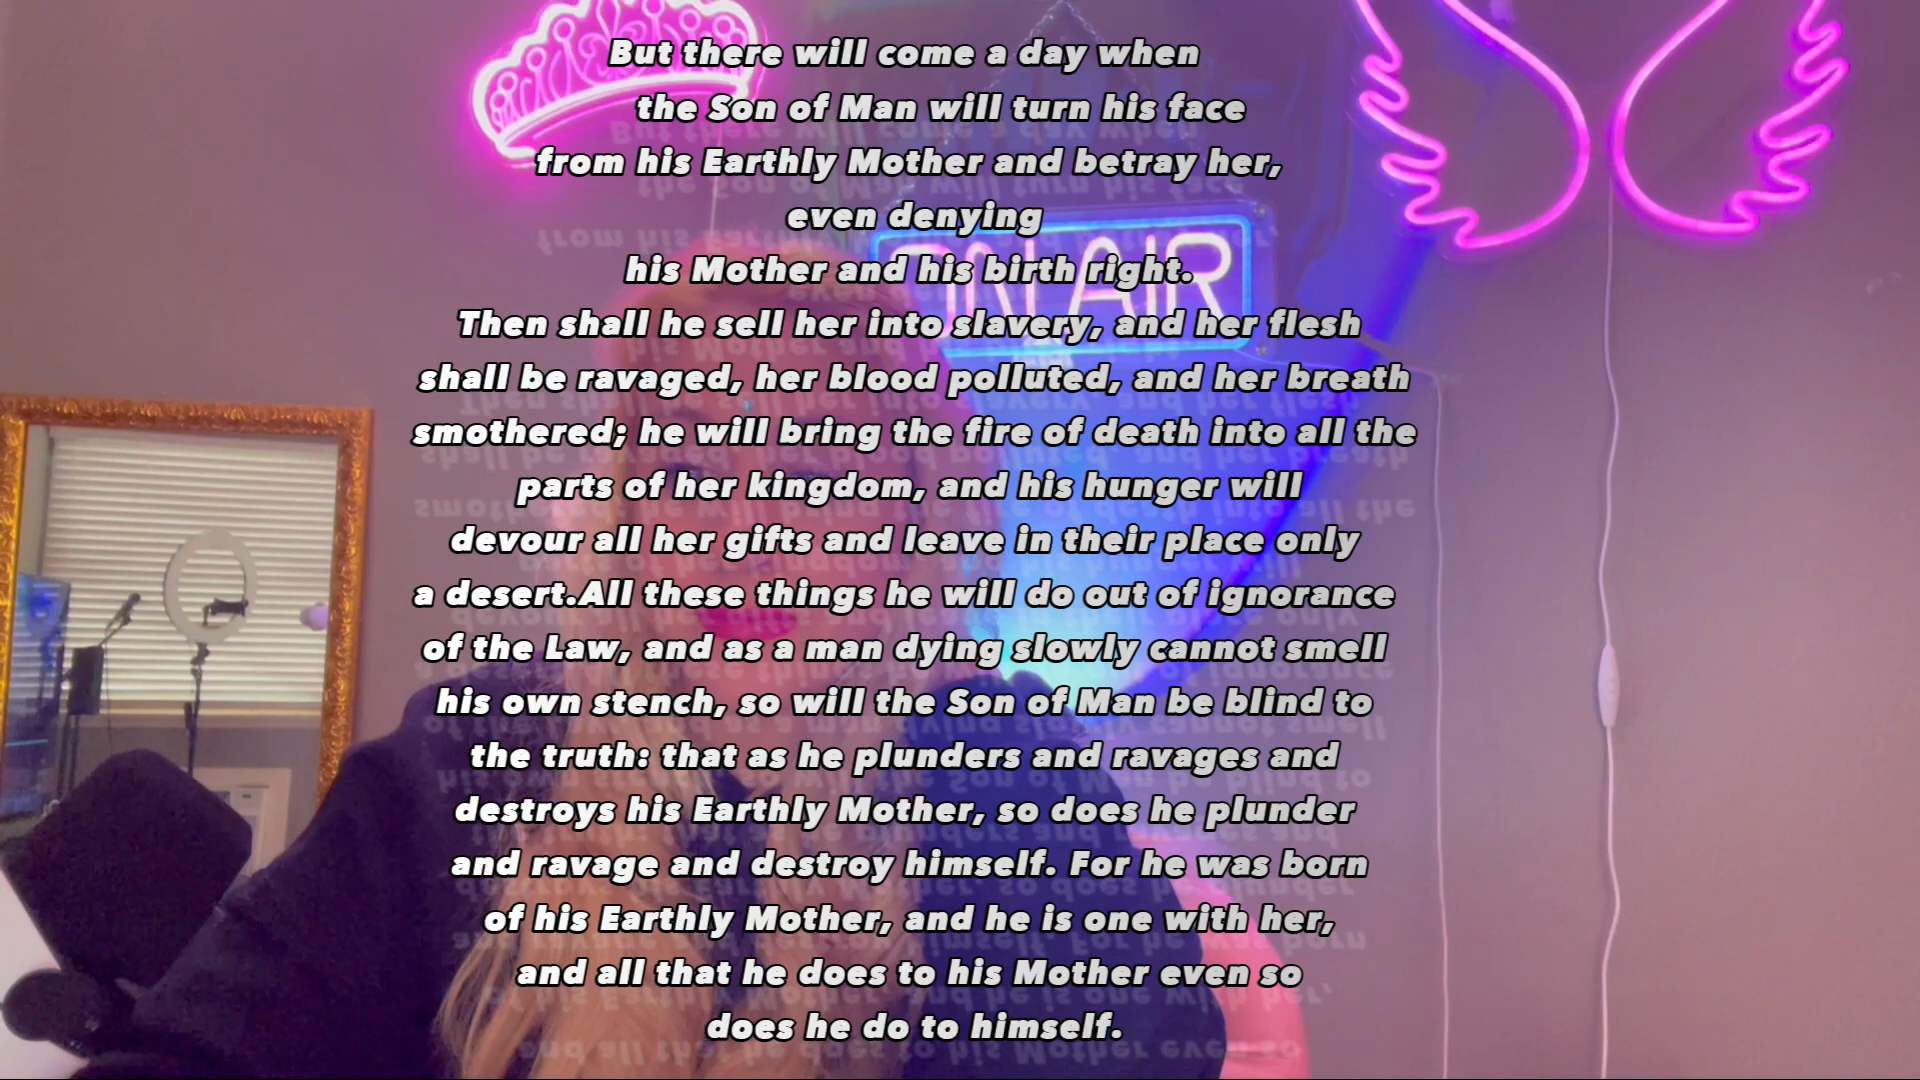 But there will come a day when
the Son of Man will turn his face
from his Earthly Mother and betray her,
even denying
ON AIR
his Mother and his birth right.
Then shall he sell her into slavery, and her flesh
shall be ravaged, her blood polluted, and her breath
smothered; he will bring the fire of death into all the
parts of her kingdom, and his hunger will
devour all her gifts and leave in their place only
a desert.All these things he will do out of ignorance
of the Law, and as a man dying slowly cannot smell
his own stench, so will the Son of Man be blind to
the truth: that as he plunders and ravages and
destroys his Earthly Mother, so does he plunder
and ravage and destroy himself. For he was born
of his Earthly Mother, and he is one with her,
and all that he does to his Mother even so
does he do to himself.